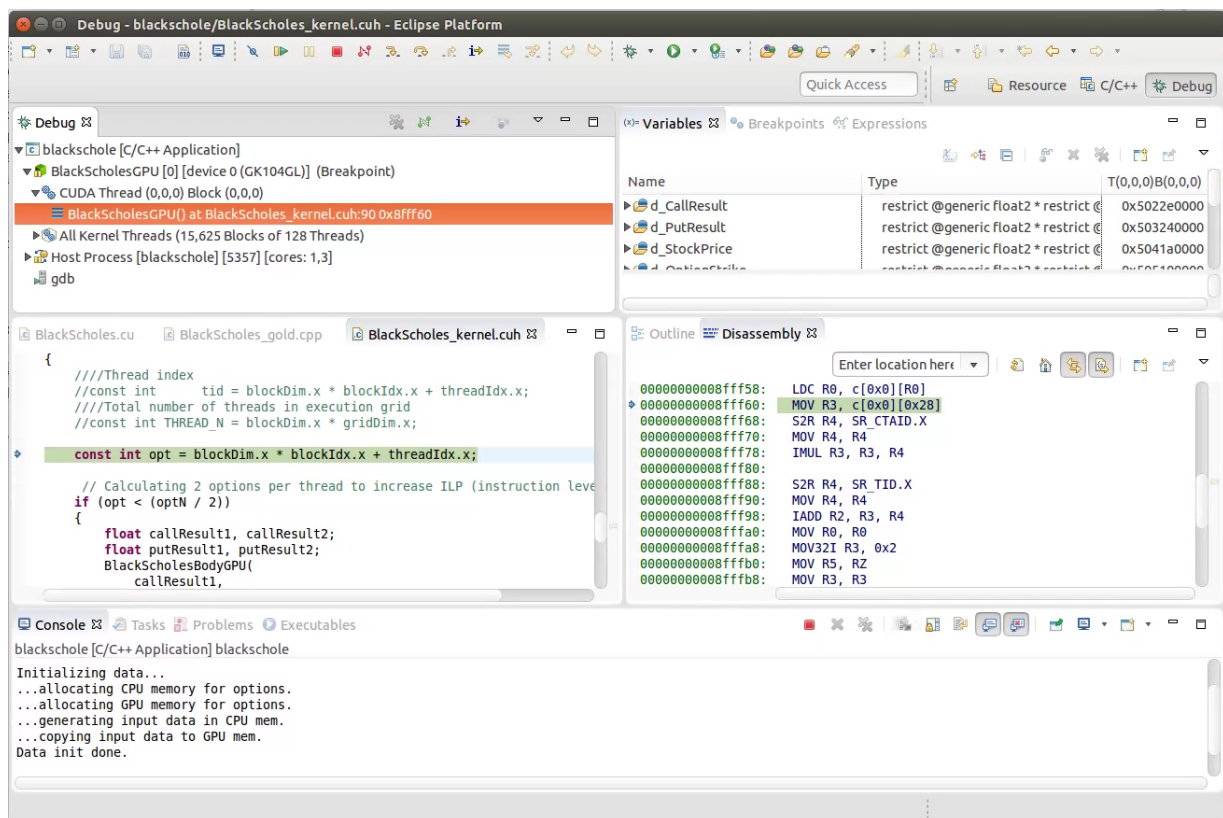 Debug - blackschole/BlackScholes_kernel.cuh - Eclipse Platform
Quick Access
Resource
C/C++
Debug
Debug
blackschole [C/C++ Application]
BlackScholesGPU [0] [device 0 (GK104GL)] (Breakpoint)
CUDA Thread (0,0,0) Block (0,0,0)
BlackScholesGPU() at BlackScholes_kernel.cuh:90 0x8fff60
All Kernel Threads (15,625 Blocks of 128 Threads)
Host Process [blackschole] [5357] [cores: 1,3]
gdb
(x)= Variables
Breakpoints
Expressions
Name Type T(0,0,0)B(0,0,0)
d_CallResult restrict @generic float2 * restrict @ 0x5022e0000
d_PutResult restrict @generic float2 * restrict @ 0x503240000
d_StockPrice restrict @generic float2 * restrict @ 0x5041a0000
d_OptionStrike restrict @generic float2 * restrict @ 0x505100000
BlackScholes.cu
BlackScholes_gold.cpp
BlackScholes_kernel.cuh
{
////Thread index
//const int      tid = blockDim.x * blockIdx.x + threadIdx.x;
////Total number of threads in execution grid
//const int THREAD_N = blockDim.x * gridDim.x;
const int opt = blockDim.x * blockIdx.x + threadIdx.x;
// Calculating 2 options per thread to increase ILP (instruction leve
if (opt < (optN / 2))
{
float callResult1, callResult2;
float putResult1, putResult2;
BlackScholesBodyGPU(
callResult1,
Outline
Disassembly
Enter location here
00000000008fff58: LDC R0, c[0x0][R0]
00000000008fff60: MOV R3, c[0x0][0x28]
00000000008fff68: S2R R4, SR_CTAID.X
00000000008fff70: MOV R4, R4
00000000008fff78: IMUL R3, R3, R4
00000000008fff80:
00000000008fff88: S2R R4, SR_TID.X
00000000008fff90: MOV R4, R4
00000000008fff98: IADD R2, R3, R4
00000000008fffa0: MOV R0, R0
00000000008fffa8: MOV32I R3, 0x2
00000000008fffb0: MOV R5, RZ
00000000008fffb8: MOV R3, R3
Console
Tasks
Problems
Executables
blackschole [C/C++ Application] blackschole
Initializing data...
...allocating CPU memory for options.
...allocating GPU memory for options.
...generating input data in CPU mem.
...copying input data to GPU mem.
Data init done.